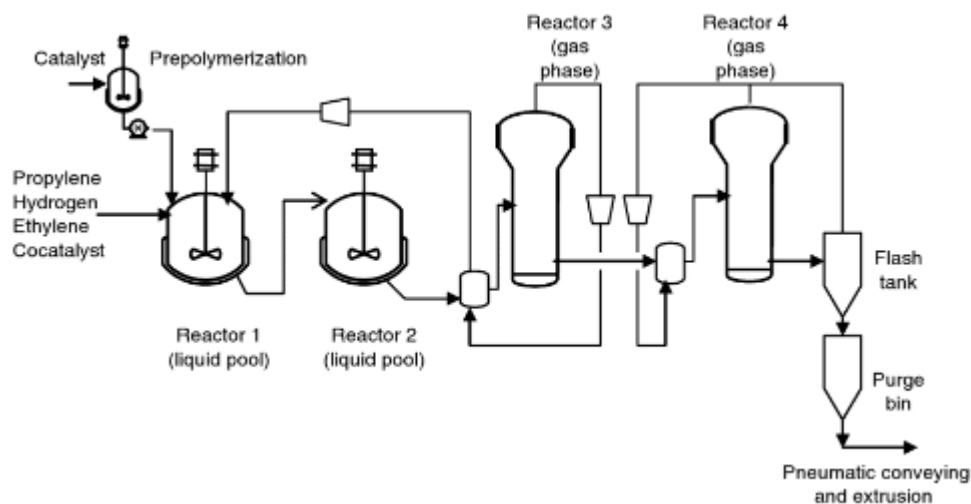 Reactor 3
(gas
phase)
Reactor 4
(gas
phase)
Catalyst
Prepolymerization
Propylene
Hydrogen
Ethylene
Cocatalyst
Reactor 1
(liquid pool)
Reactor 2
(liquid pool)
Flash
tank
Purge
bin
Pneumatic conveying
and extrusion